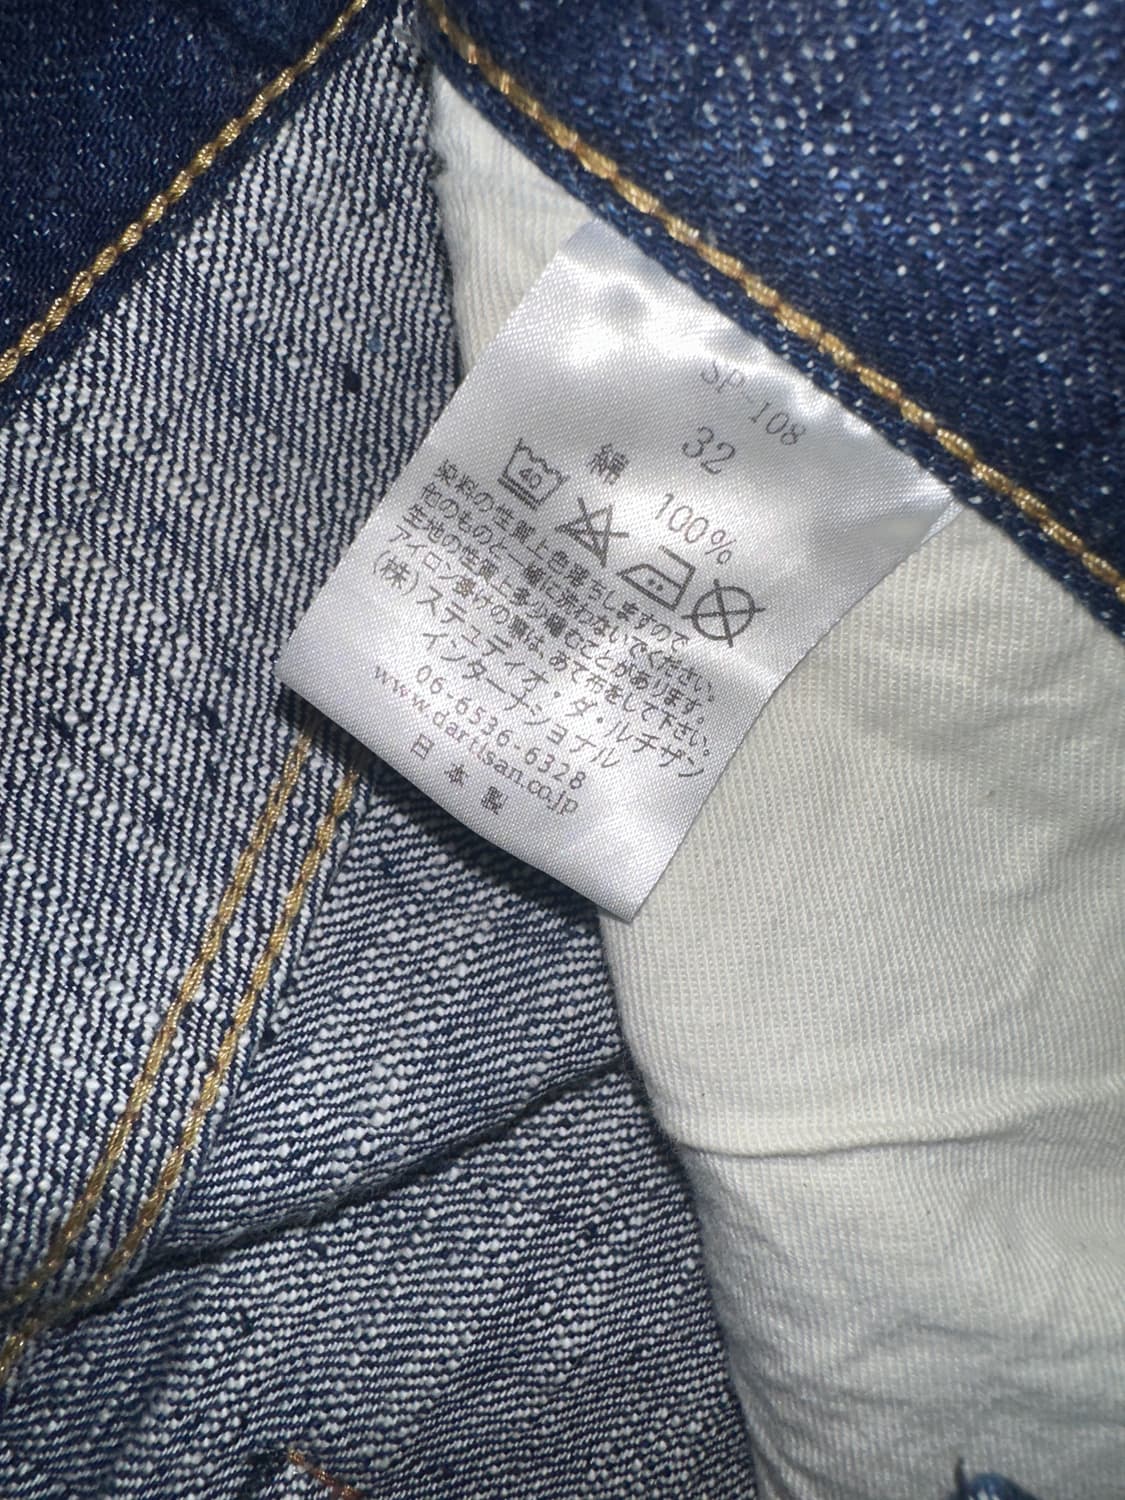 SP-108
32
綿 100%
40
染料の性質上色落ちしますので
他のものと一緒に洗わないでください。
生地の性質上多少縮むことがあります。
アイロン掛けの際は、あて布をして下さい。
(株)ステュディオ・ダ・ルチザン
インターナショナル
06-6536-6328
www.dartisan.co.jp
日本製